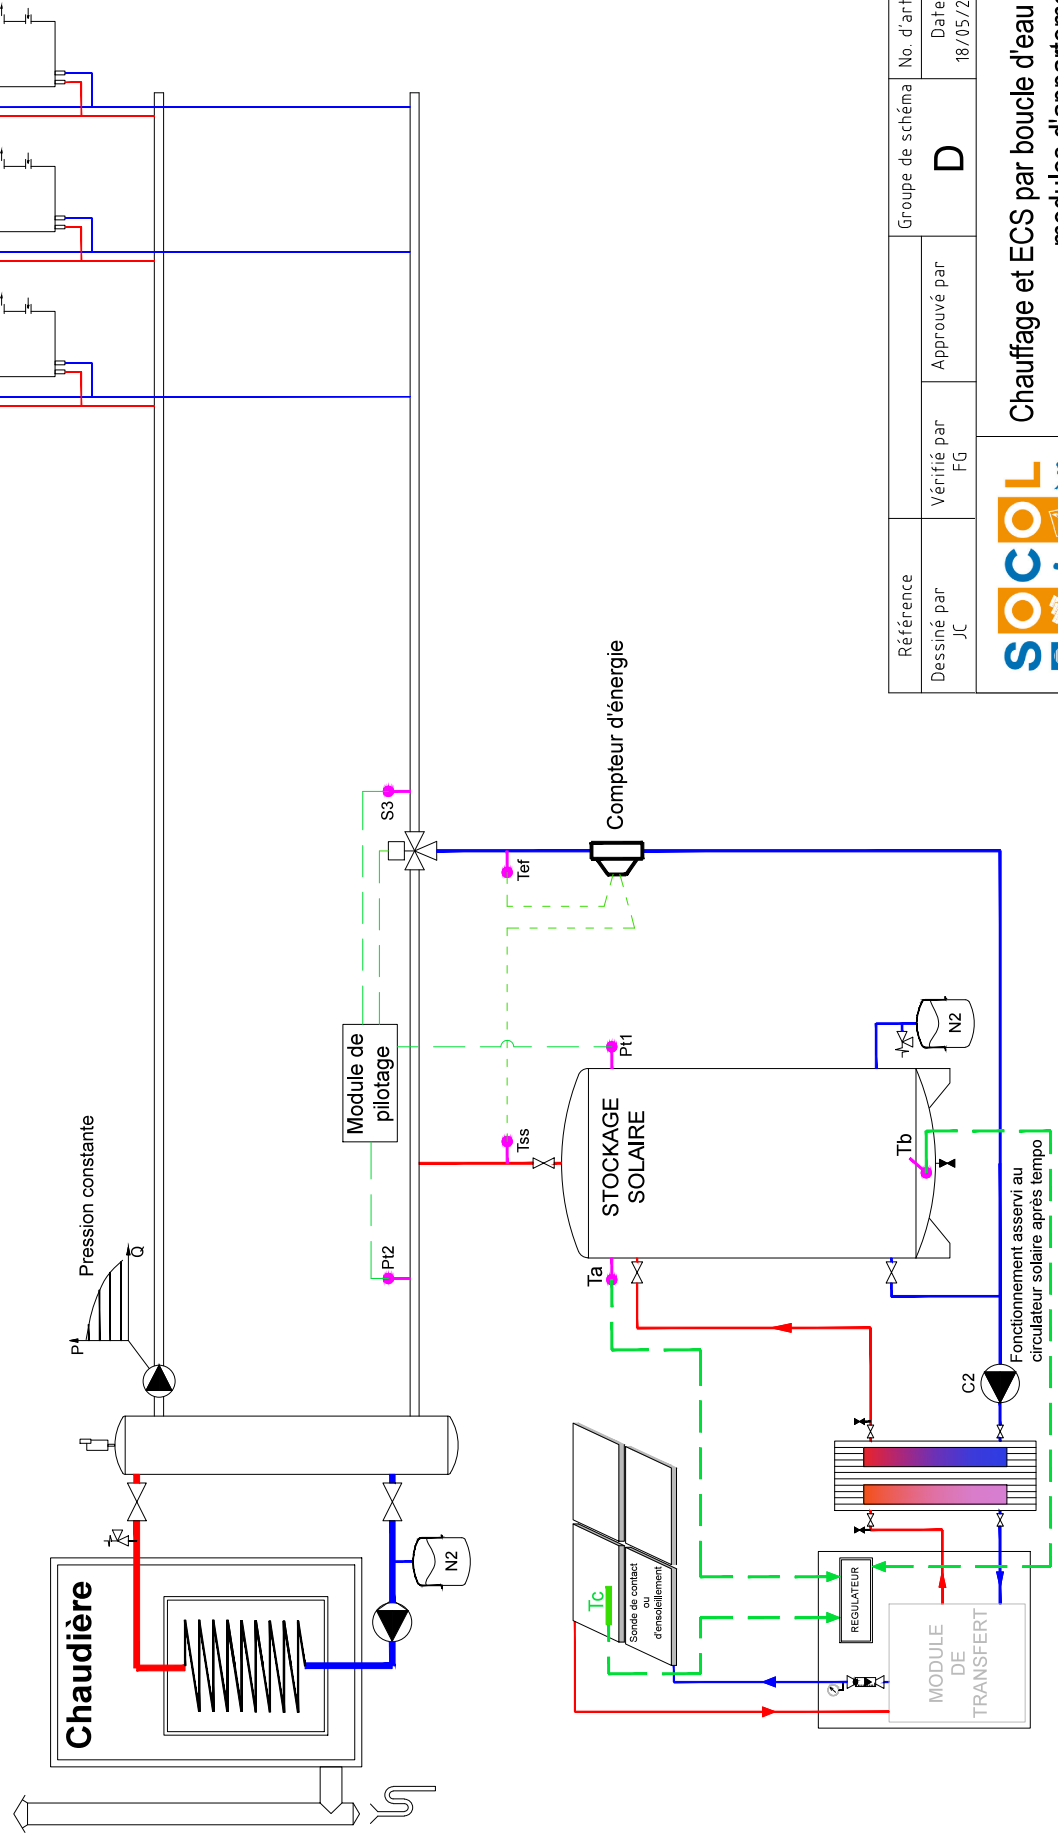 Chaudière
N2
P
Q
Pression constante
Pt2
Module de
pilotage
S3
Tss
Tef
Compteur d'énergie
Pt1
STOCKAGE
SOLAIRE
Ta
Tb
N2
Fonctionnement asservi au
circulateur solaire après tempo
C2
Tc
Sonde de contact
ou
d'ensoleillement
REGULATEUR
MODULE
DE
TRANSFERT
Référence
Groupe de schéma
No. d'art
Dessiné par
JC
Vérifié par
FG
Approuvé par
D
Date
18/05/2
SOCOL
Chauffage et ECS par boucle d'eau